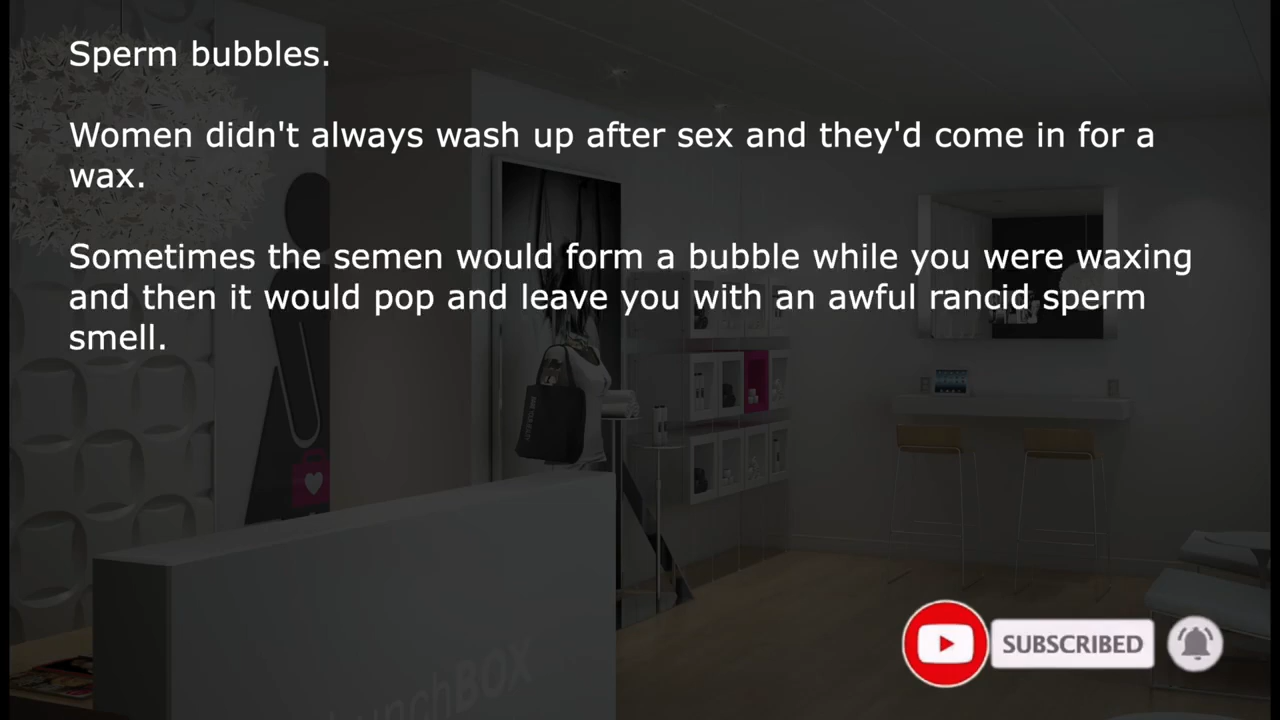 Sperm bubbles.
Women didn't always wash up after sex and they'd come in for a
wax.
Sometimes the semen would form a bubble while you were waxing
and then it would pop and leave you with an awful rancid sperm
smell.
SUBSCRIBED